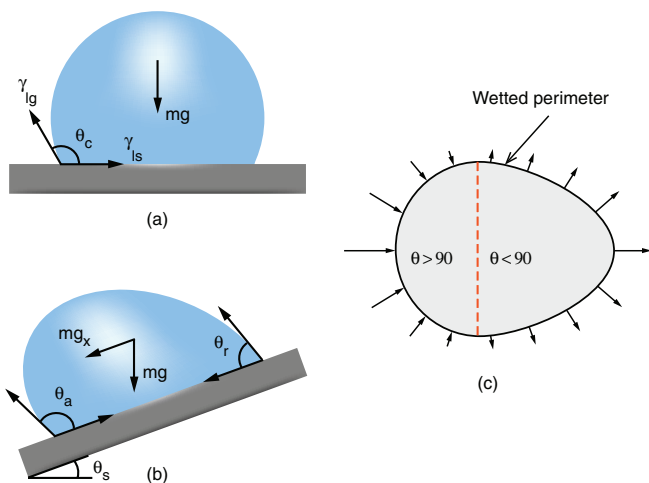 γlg
θc
mg
γls
(a)
mgx
mg
θr
θa
θs
(b)
Wetted perimeter
θ>90
θ<90
(c)